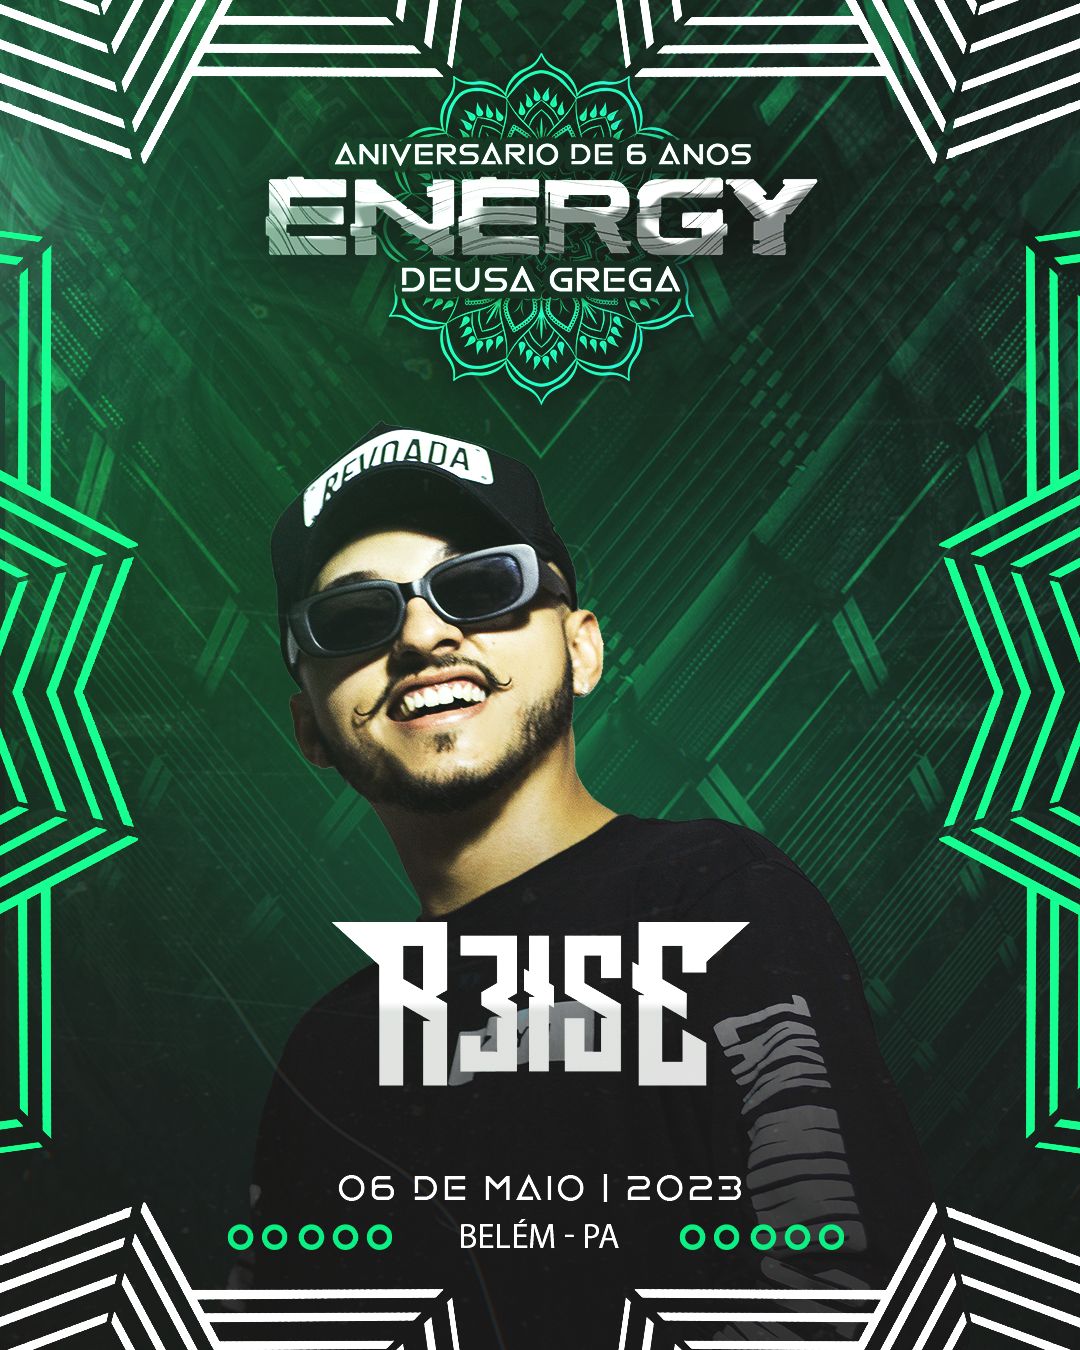 ANIVERSARIO DE 6 ANOS
ENERGY
DEUSA GREGA
REVOADA
R3ISE
06 DE MAIO | 2023
BELÉM - PA